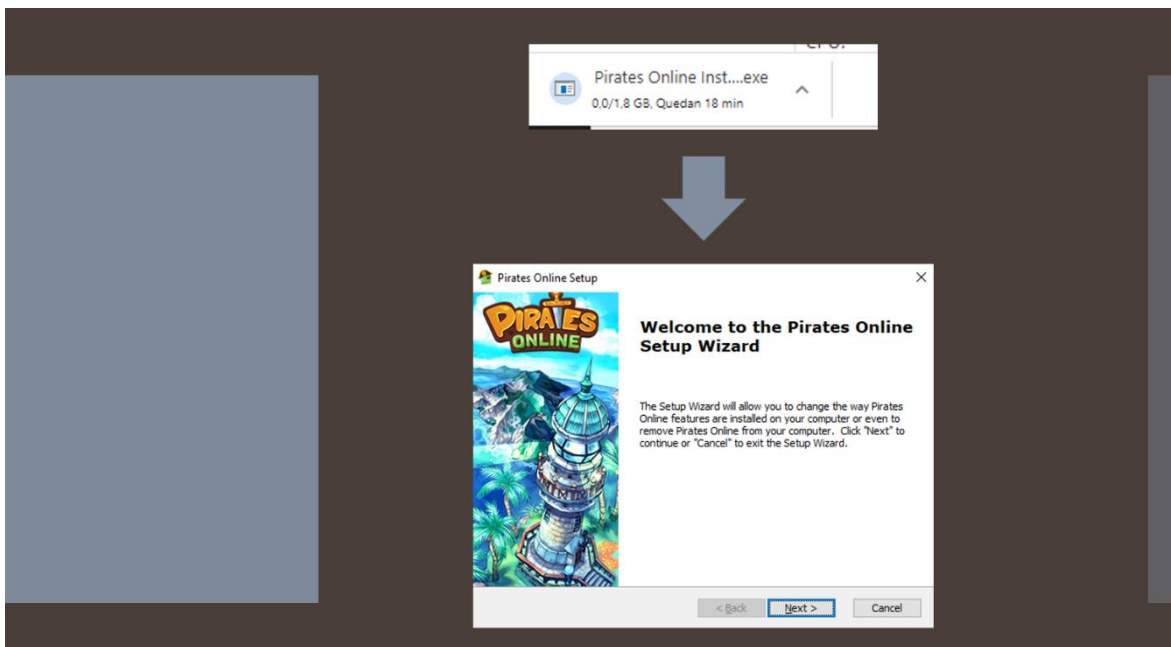 Pirates Online Inst....exe
0,0/1,8 GB, Quedan 18 min
Pirates Online Setup
PIRATES
ONLINE
Welcome to the Pirates Online
Setup Wizard
The Setup Wizard will allow you to change the way Pirates
Online features are installed on your computer or even to
remove Pirates Online from your computer. Click "Next" to
continue or "Cancel" to exit the Setup Wizard.
< Back
Next >
Cancel